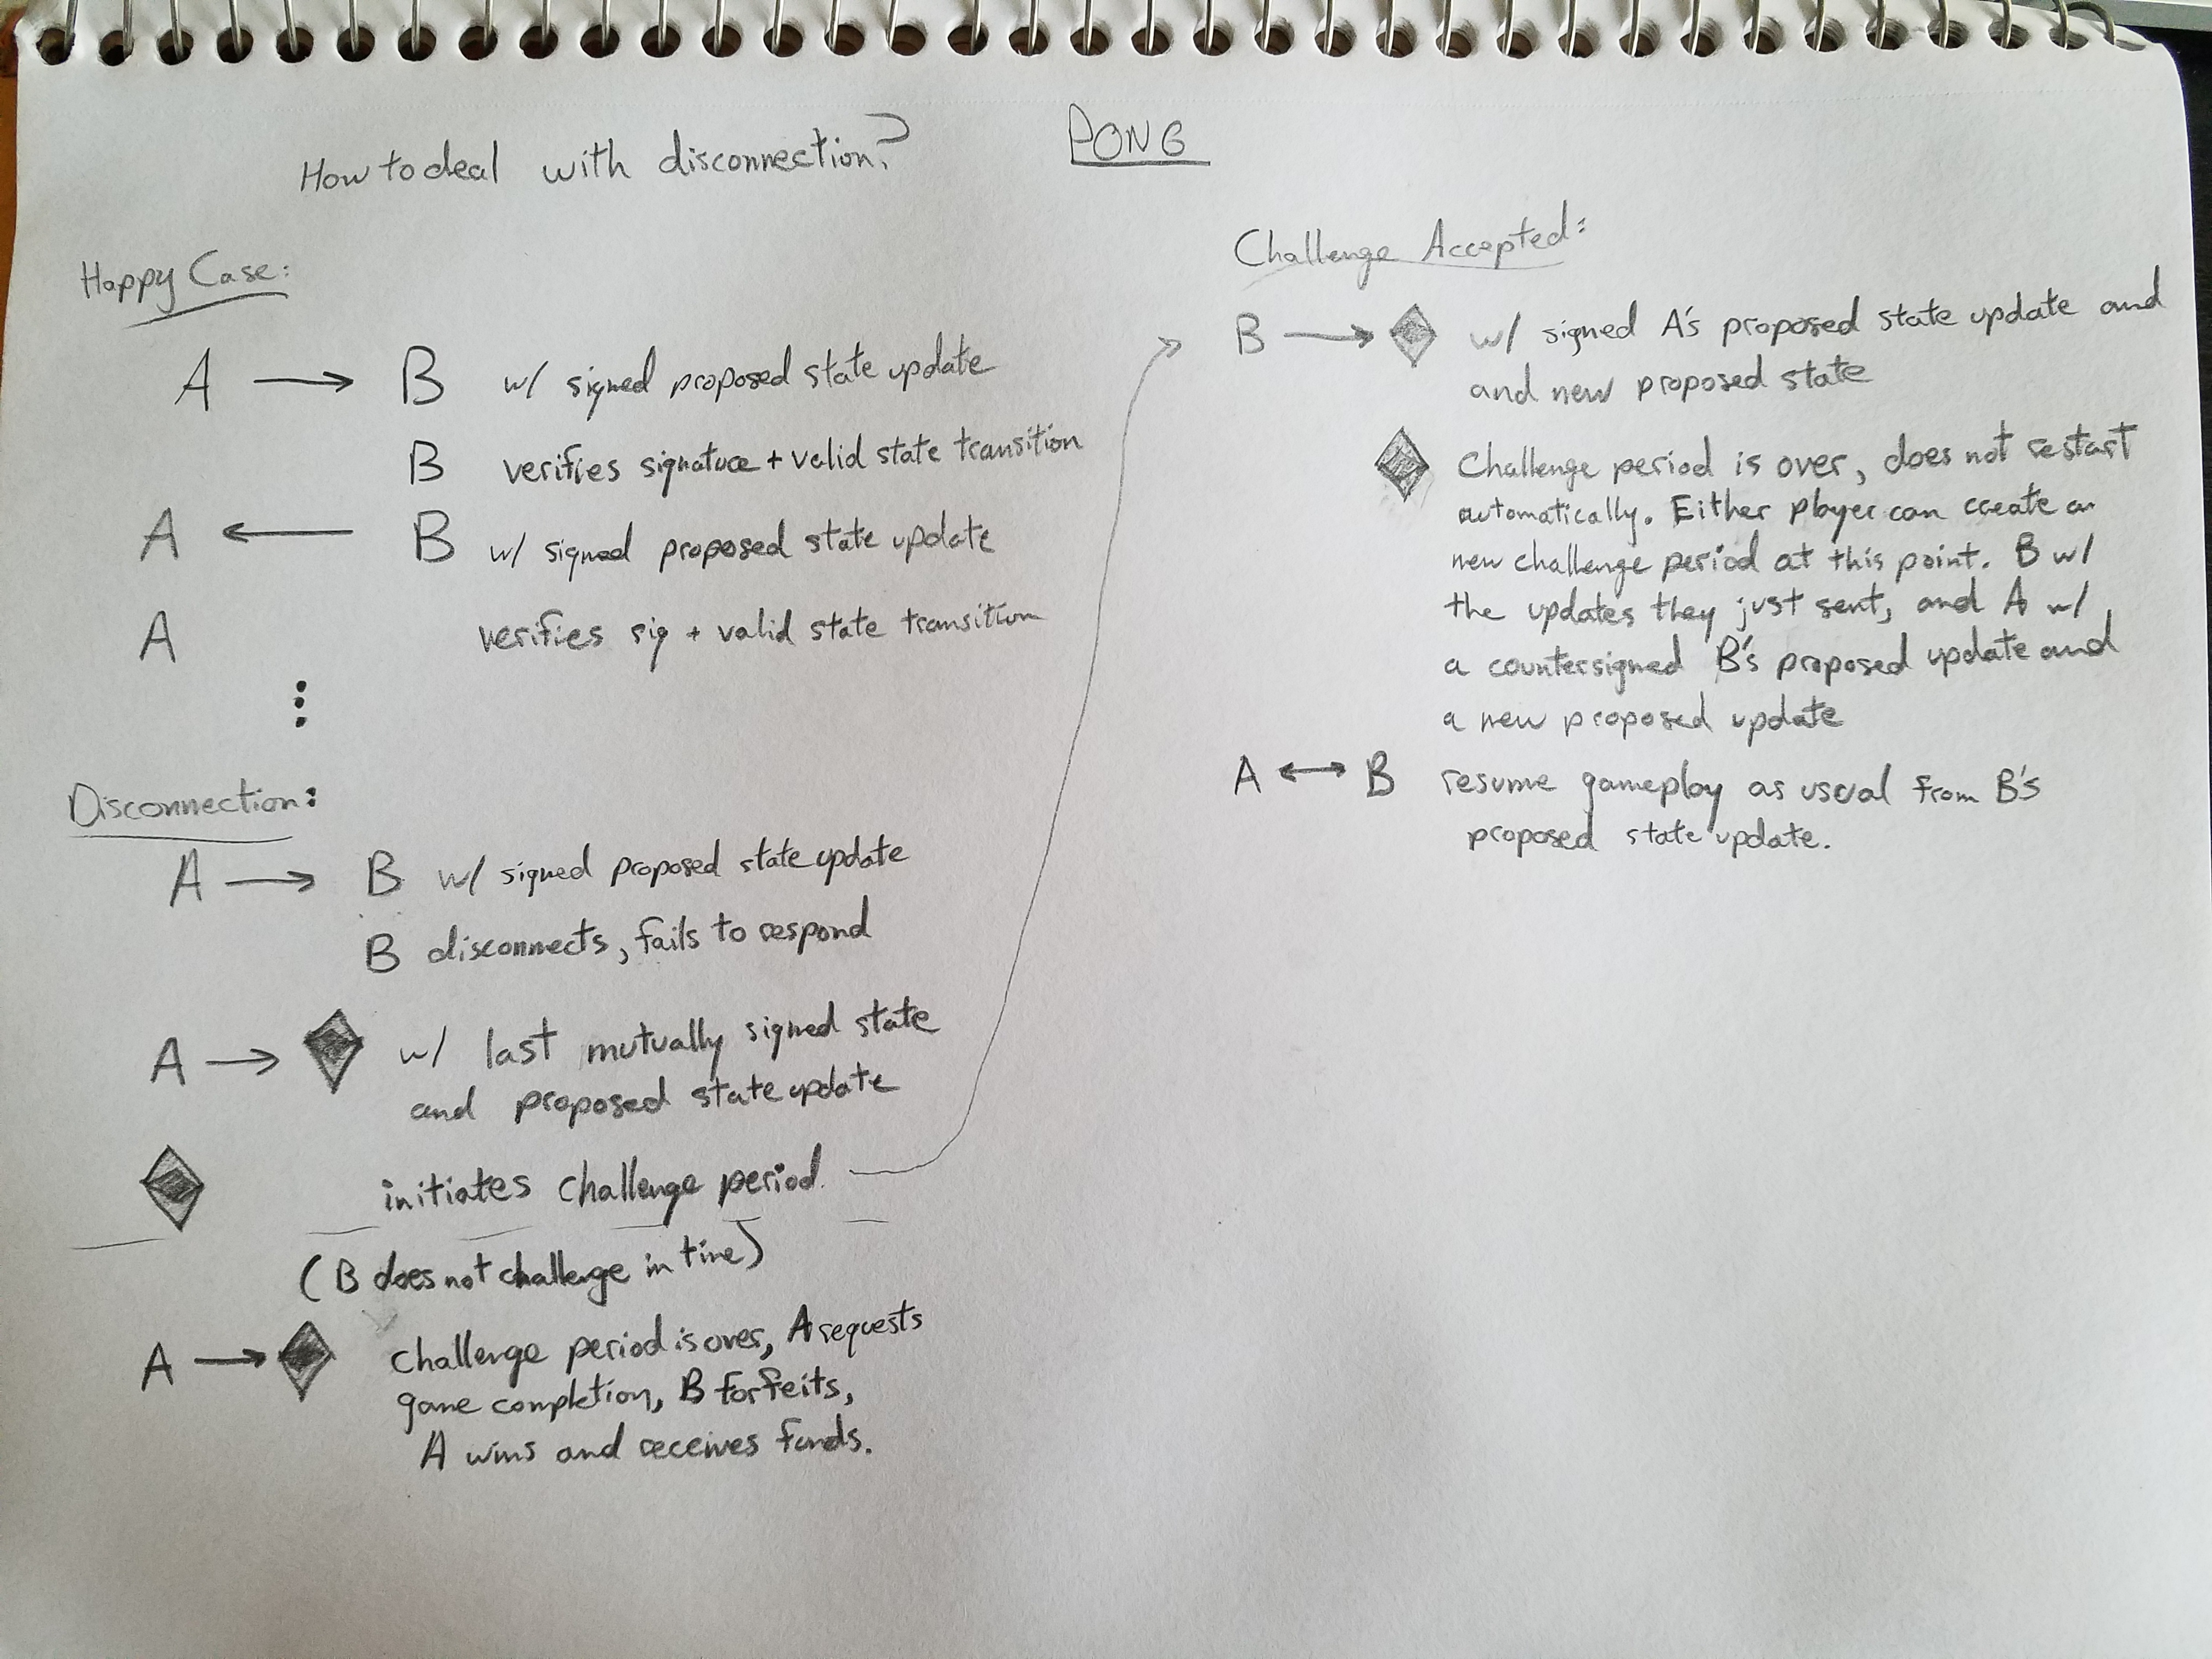 PONG
How to deal with disconnection?
Happy Case:
A → B w/ signed proposed state update
B verifies signature + valid state transition
A ← B w/ signed proposed state update
A verifies sig + valid state transition
⋮
Disconnection:
A → B w/ signed proposed state update
B disconnects, fails to respond
A → w/ last mutually signed state
and proposed state update
initiates challenge period.
(B does not challenge in time)
A → challenge period is over, A requests
game completion, B forfeits,
A wins and receives funds.
Challenge Accepted:
B → w/ signed A's proposed state update and
and new proposed state
Challenge period is over, does not restart
automatically. Either player can create a
new challenge period at this point. B w/
the updates they just sent, and A w/
a countersigned B's proposed update and
a new proposed update
A ↔ B resume gameplay as usual from B's
proposed state update.